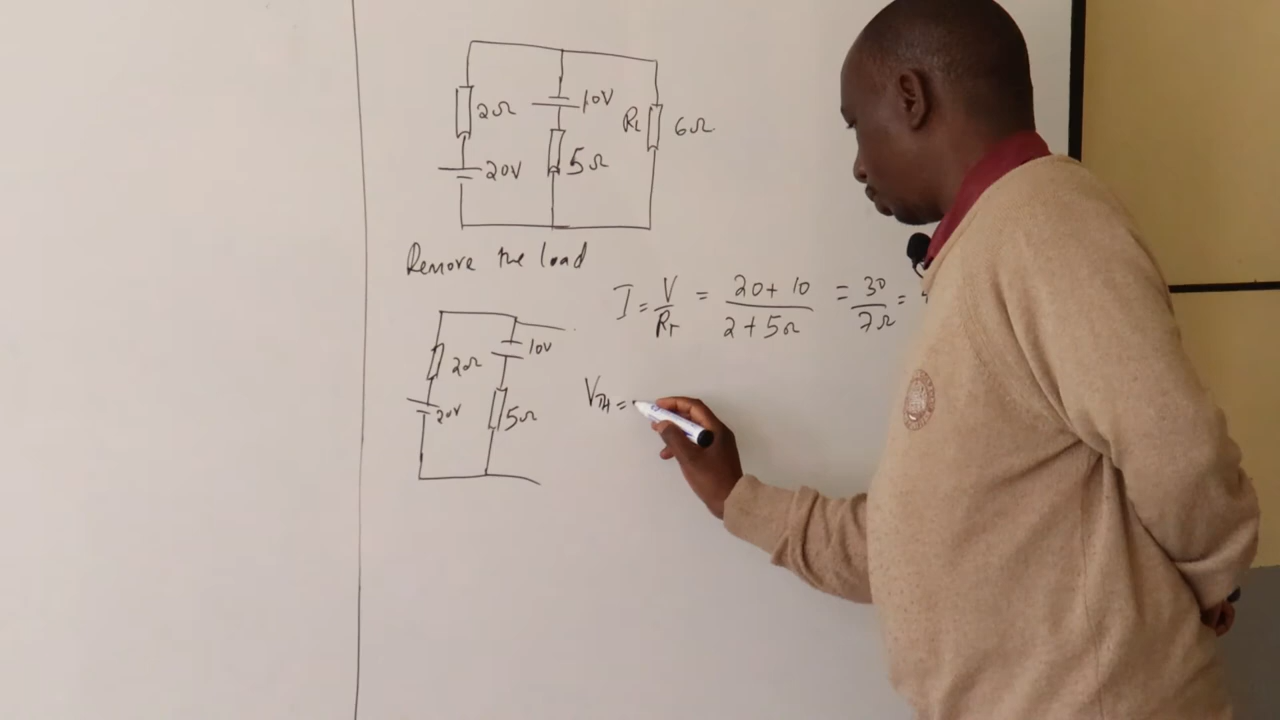 2Ω
10V
RL
6Ω
20V
5Ω
Remove the load
I = V/RT = 20 + 10 / 2 + 5Ω = 30/7Ω =
2Ω
10V
20V
5Ω
VTH =